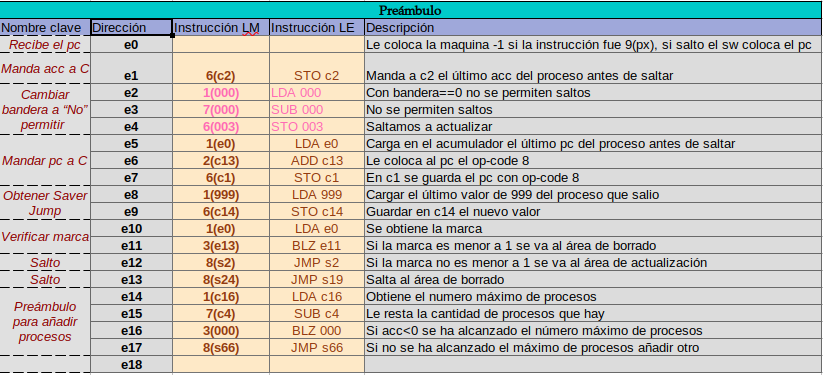 Preámbulo
Nombre clave Dirección Instrucción LM Instrucción LE Descripción
Recibe el pc e0 Le coloca la maquina -1 si la instrucción fue 9(px), si salto el sw coloca el pc
Manda acc a C e1 6(c2) STO c2 Manda a c2 el último acc del proceso antes de saltar
Cambiar bandera a “No” permitir e2 1(000) LDA 000 Con bandera==0 no se permiten saltos
e3 7(000) SUB 000 No se permiten saltos
e4 6(003) STO 003 Saltamos a actualizar
Mandar pc a C e5 1(e0) LDA e0 Carga en el acumulador el último pc del proceso antes de saltar
e6 2(c13) ADD c13 Le coloca al pc el op-code 8
e7 6(c1) STO c1 En c1 se guarda el pc con op-code 8
Obtener Saver Jump e8 1(999) LDA 999 Cargar el último valor de 999 del proceso que salio
e9 6(c14) STO c14 Guardar en c14 el nuevo valor
Verificar marca e10 1(e0) LDA e0 Se obtiene la marca
e11 3(e13) BLZ e11 Si la marca es menor a 1 se va al área de borrado
Salto e12 8(s2) JMP s2 Si la marca no es menor a 1 se va al área de actualización
Salto e13 8(s24) JMP s19 Salta al área de borrado
Preámbulo para añadir procesos e14 1(c16) LDA c16 Obtiene el numero máximo de procesos
e15 7(c4) SUB c4 Le resta la cantidad de procesos que hay
e16 3(000) BLZ 000 Si acc<0 se ha alcanzado el número máximo de procesos
e17 8(s66) JMP s66 Si no se ha alcanzado el máximo de procesos añadir otro
e18